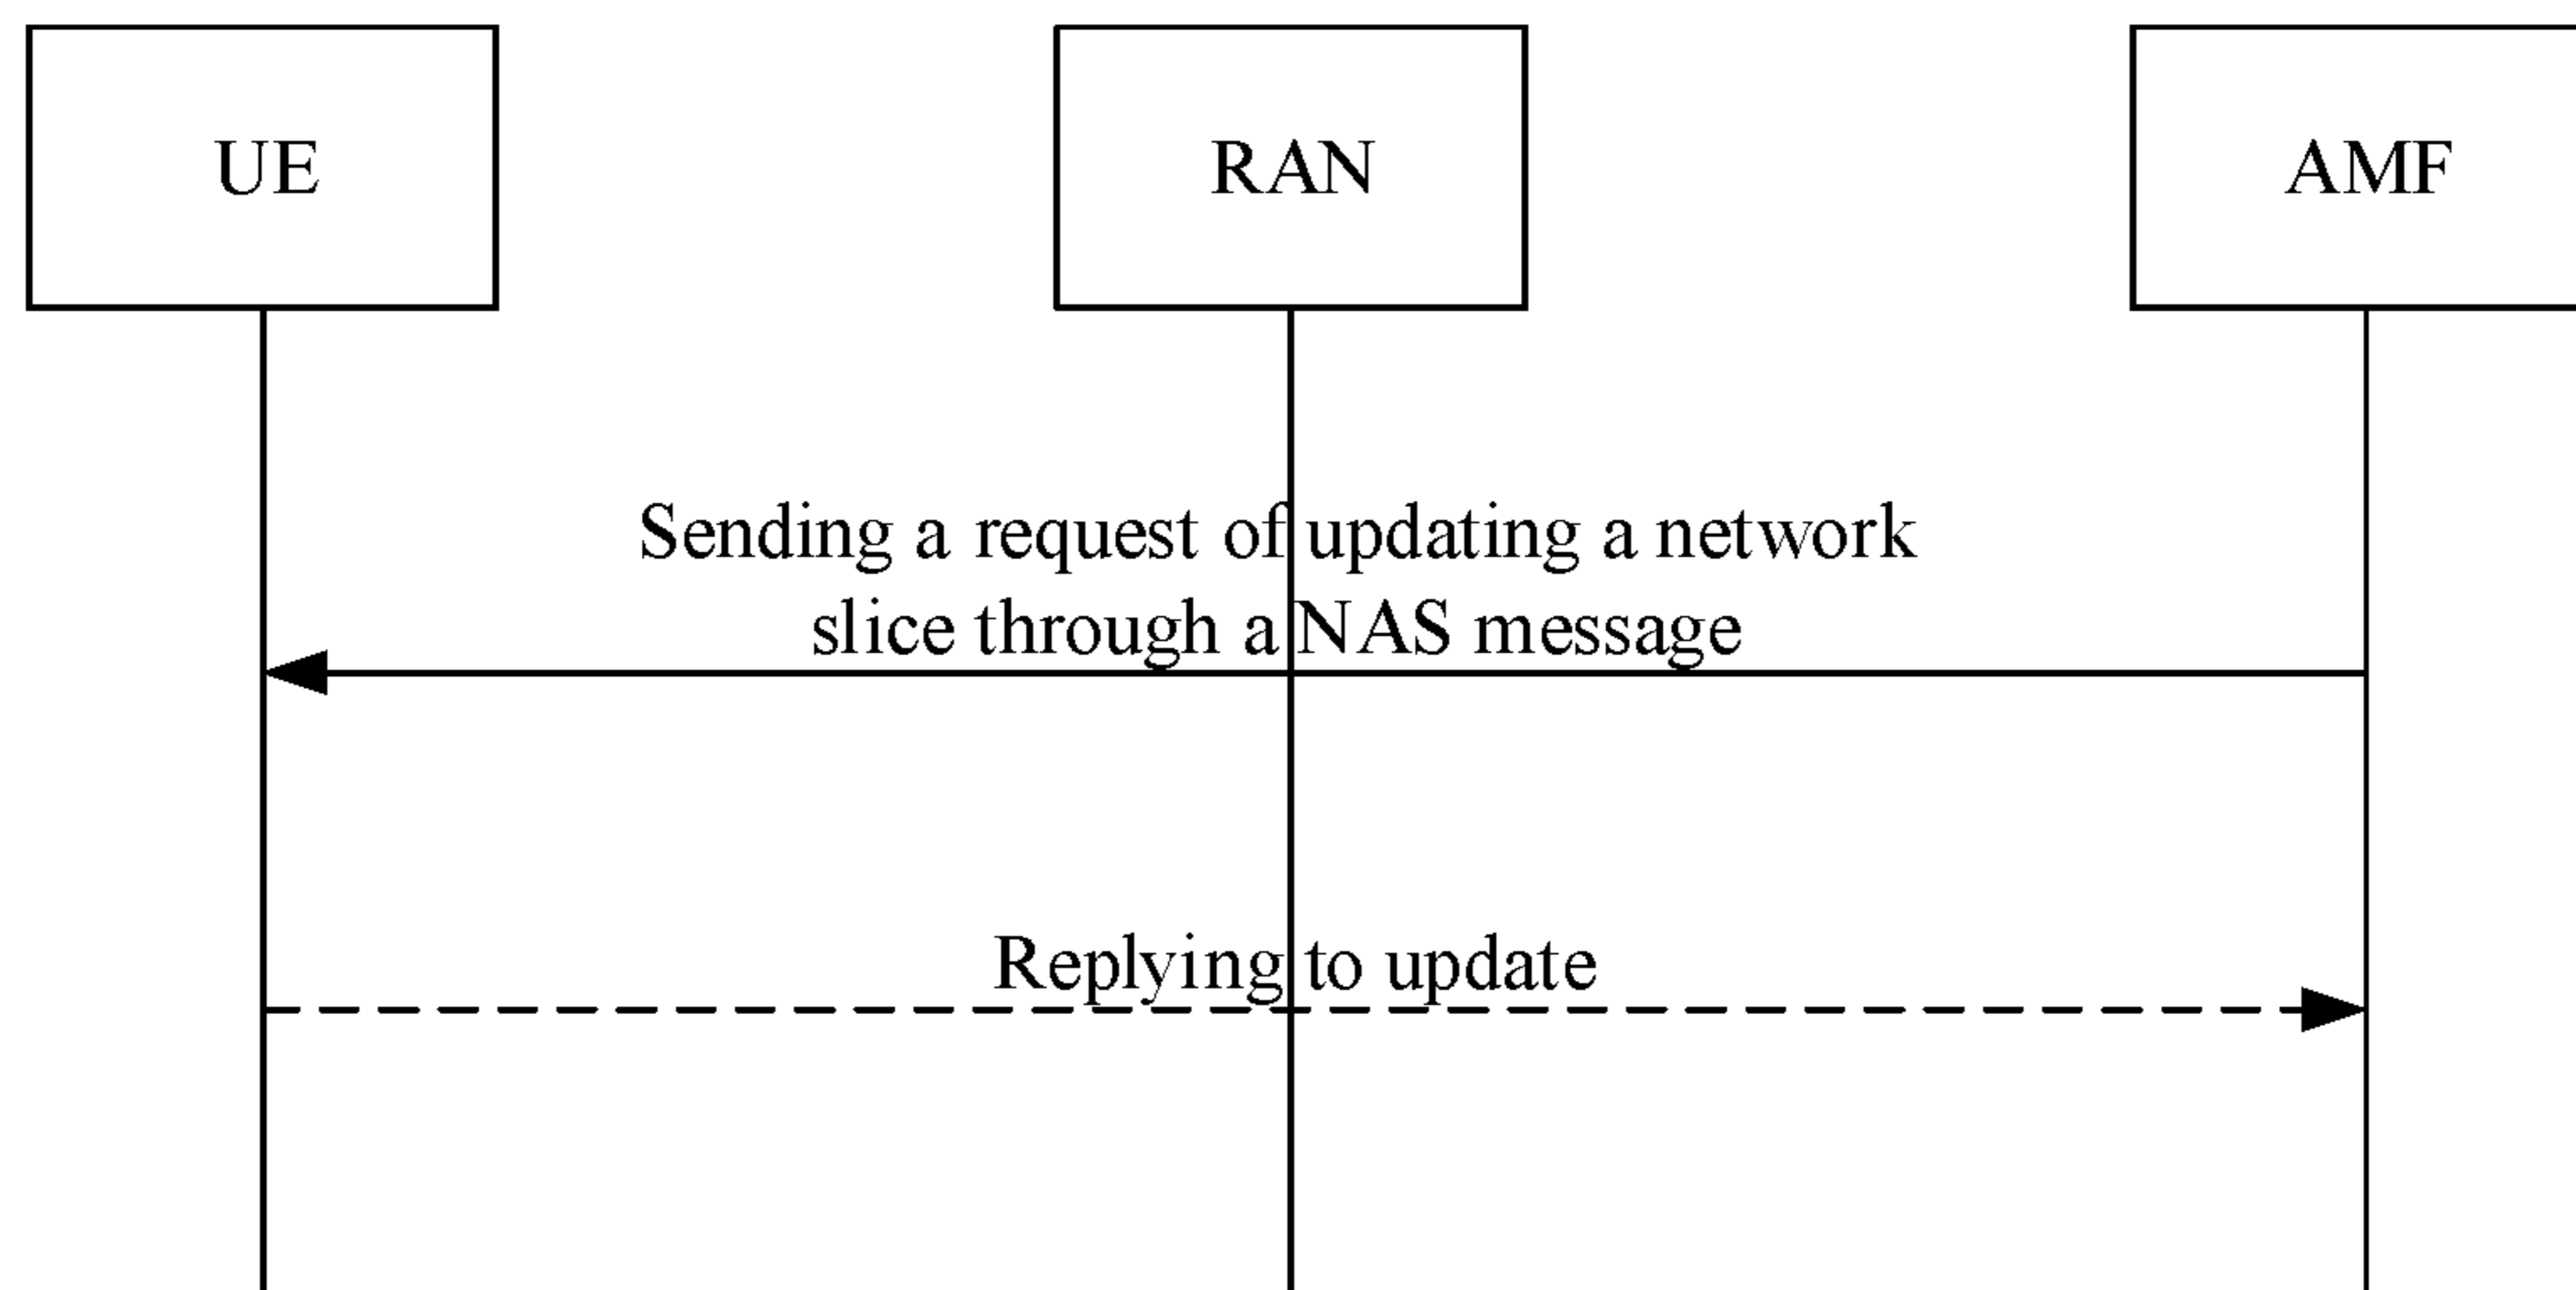 UE
RAN
AMF
Sending a request of updating a network
slice through a NAS message
Replying to update